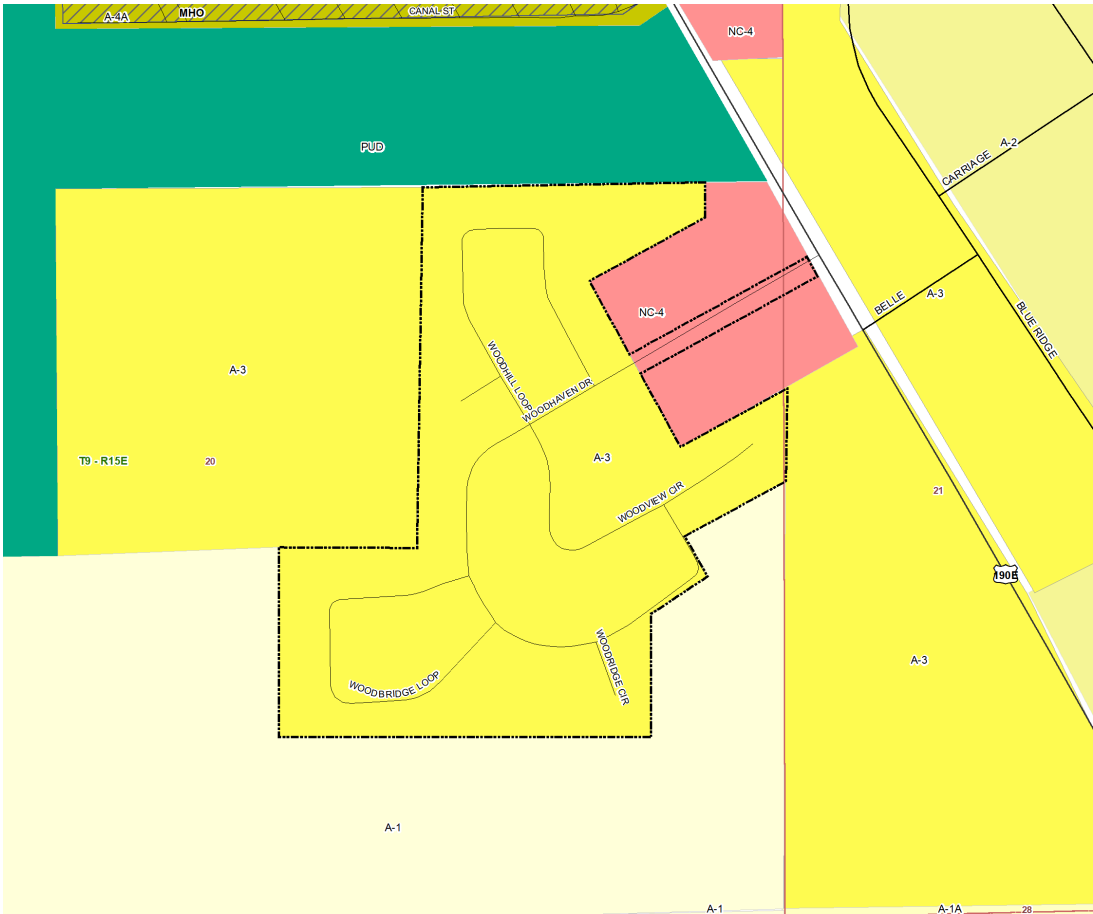 A-4A
MHO
CANAL ST
NC-4
PUD
A-2
CARRIAGE
A-3
BELLE
NC-4
BLUE RIDGE
A-3
WOODHILL LOOP
WOODHAVEN DR
T9 - R15E
20
A-3
21
WOODVIEW CIR
190E
WOODRIDGE CIR
A-3
WOODBRIDGE LOOP
A-1
A-1
A-1A
28